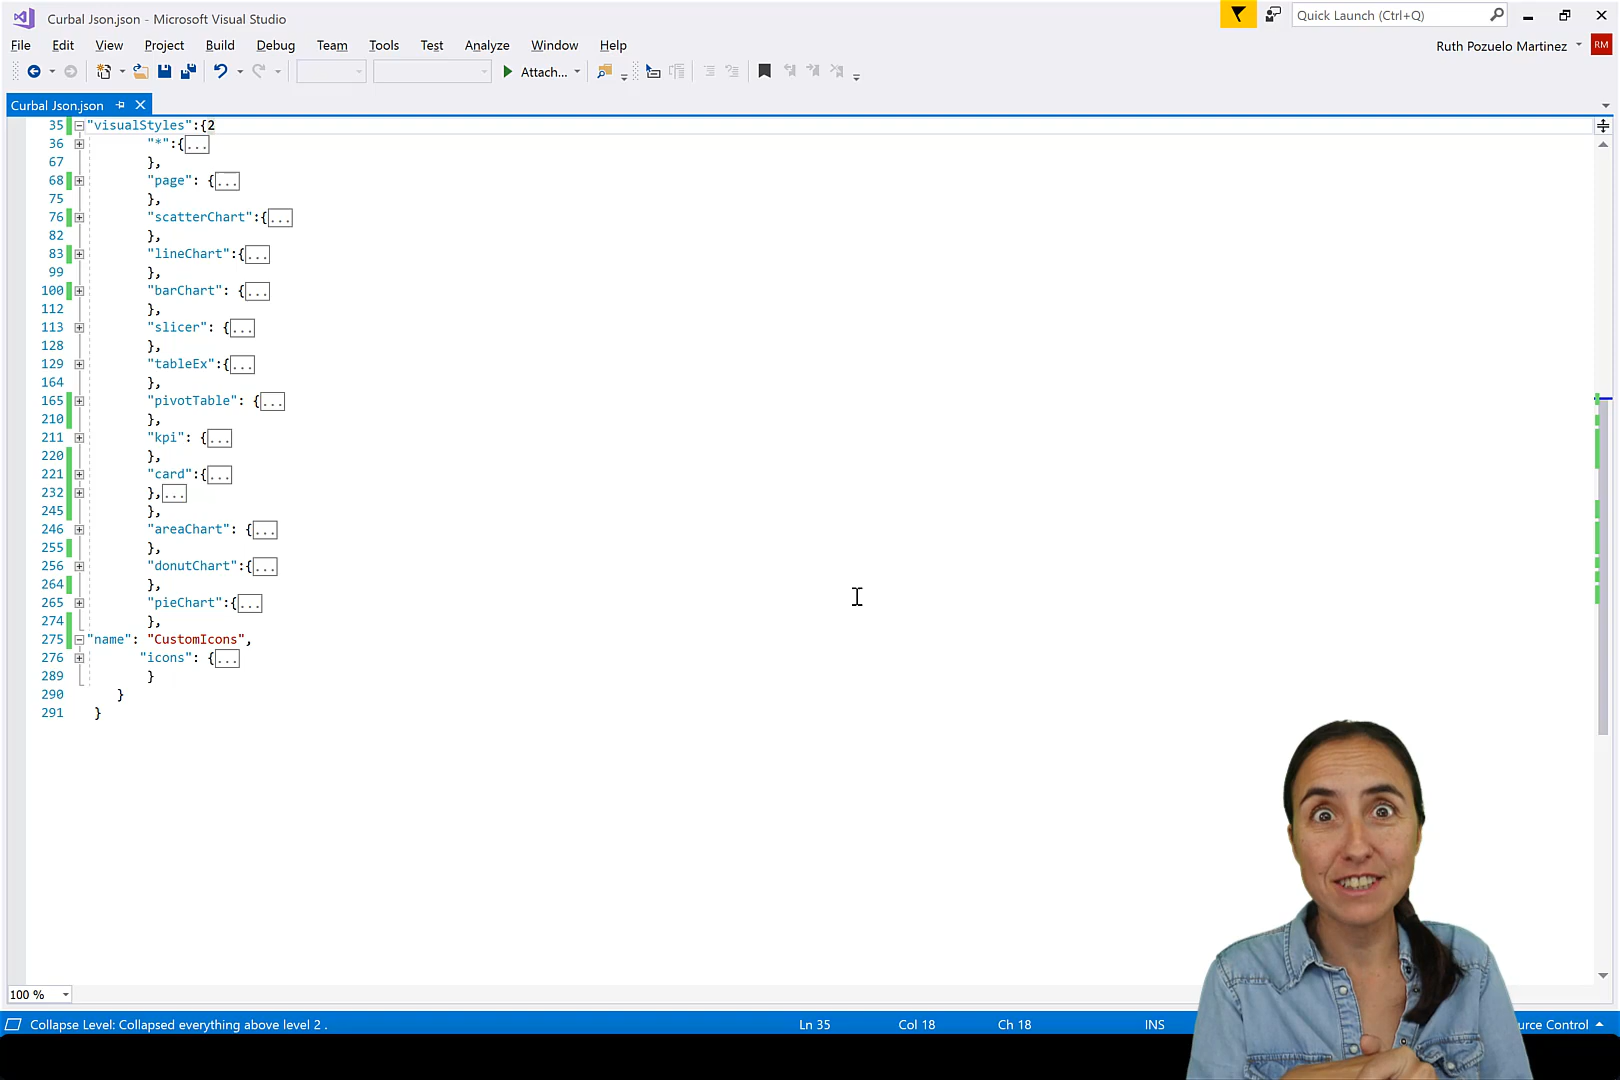 Curbal Json.json - Microsoft Visual Studio
Quick Launch (Ctrl+Q)
File Edit View Project Build Debug Team Tools Test Analyze Window Help
Ruth Pozuelo Martinez RM
Attach...
Curbal Json.json
35 "visualStyles":{2
36 "*":{...
67 },
68 "page": {...
75 },
76 "scatterChart":{...
82 },
83 "lineChart":{...
99 },
100 "barChart": {...
112 },
113 "slicer": {...
128 },
129 "tableEx":{...
164 },
165 "pivotTable": {...
210 },
211 "kpi": {...
220 },
221 "card":{...
232 },...
245 },
246 "areaChart": {...
255 },
256 "donutChart":{...
264 },
265 "pieChart":{...
274 },
275 "name": "CustomIcons",
276 "icons": {...
289 }
290 }
291 }
100 %
Collapse Level: Collapsed everything above level 2 . Ln 35 Col 18 Ch 18 INS urce Control